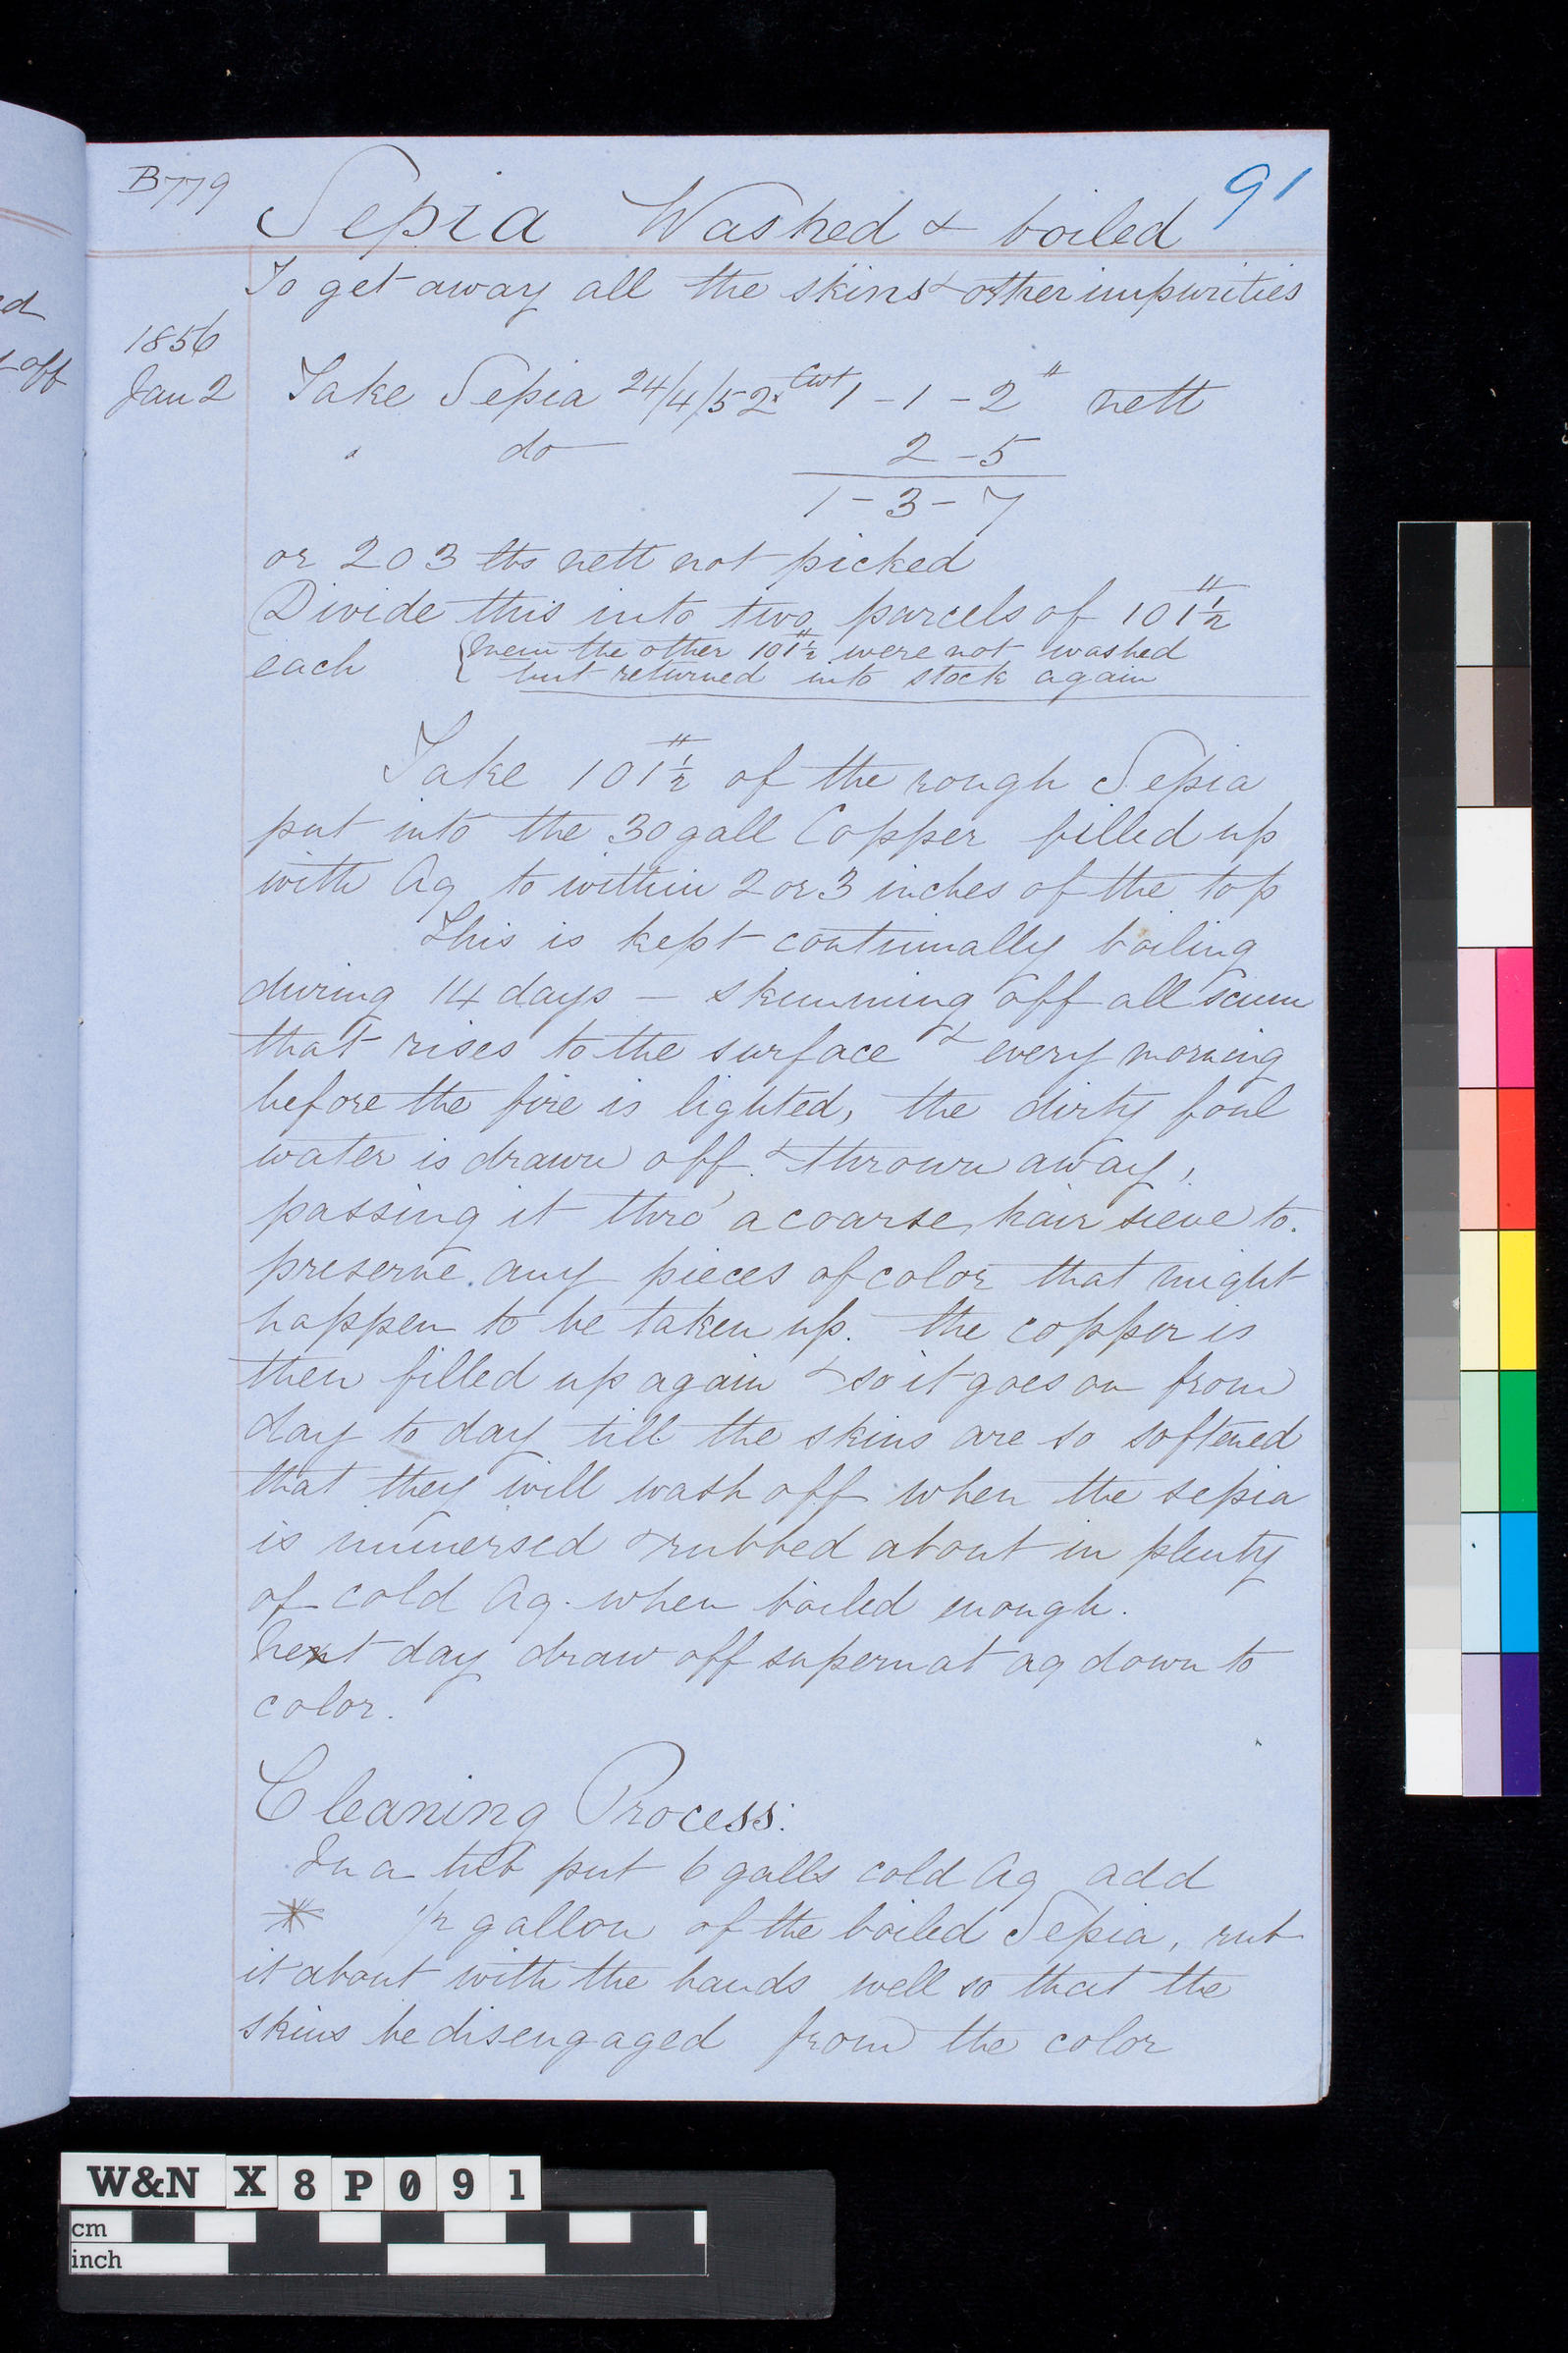 B779
91
Sepia Washed & boiled
To get away all the skins & other impurities
1856
Jan 2
Take Sepia 24/4/52. Cwt 1 - 1 - 2 # nett
" do 2 - 5
1 - 3 - 7
or 203 lbs nett not picked
Divide this into two parcels of 101½ #
each {Mem the other 101½ # were not washed
but returned into stock again
Take 101½ # of the rough Sepia
put into the 30 gall Copper filled up
with Aq to within 2 or 3 inches of the top
This is kept continually boiling
during 14 days — skimming off all scum
that rises to the surface & every morning
before the fire is lighted, the dirty foul
water is drawn off & thrown away,
passing it thro' a coarse hair sieve to
preserve any pieces of color that might
happen to be taken up. the copper is
then filled up again & so it goes on from
day to day till the skins are so softened
that they will wash off when the sepia
is immersed & rubbed about in plenty
of cold Aq. when boiled enough.
Next day draw off supernat aq down to
color.
Cleaning Process:
In a tub put 6 galls cold Aq add
* 1/2 gallon of the boiled Sepia, rub
it about with the hands well so that the
skins be disengaged from the color
ed
off
W&N X 8 P 0 9 1
cm
inch